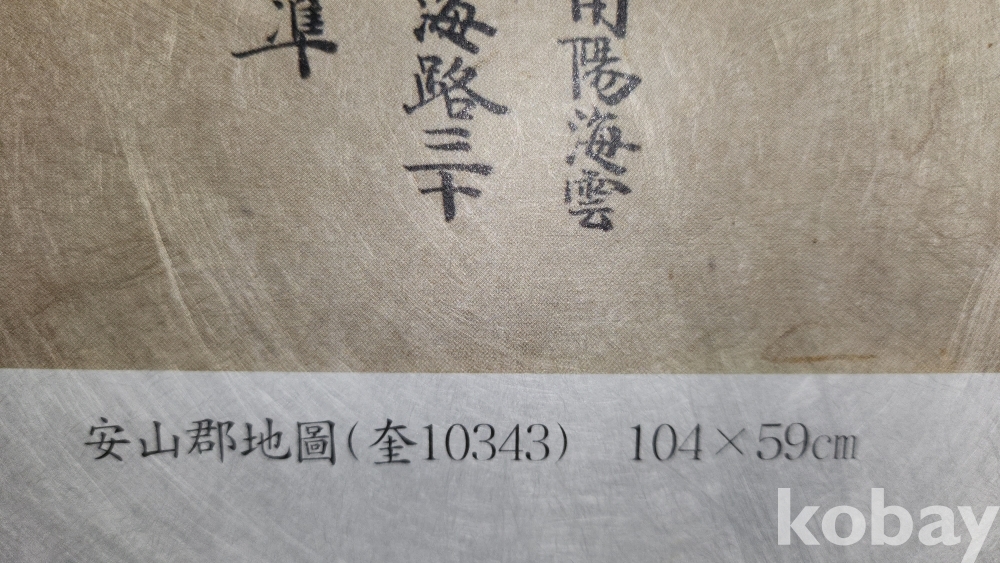 用陽海雲
海路三十
準
安山郡地圖(奎10343) 104×59cm
kobay